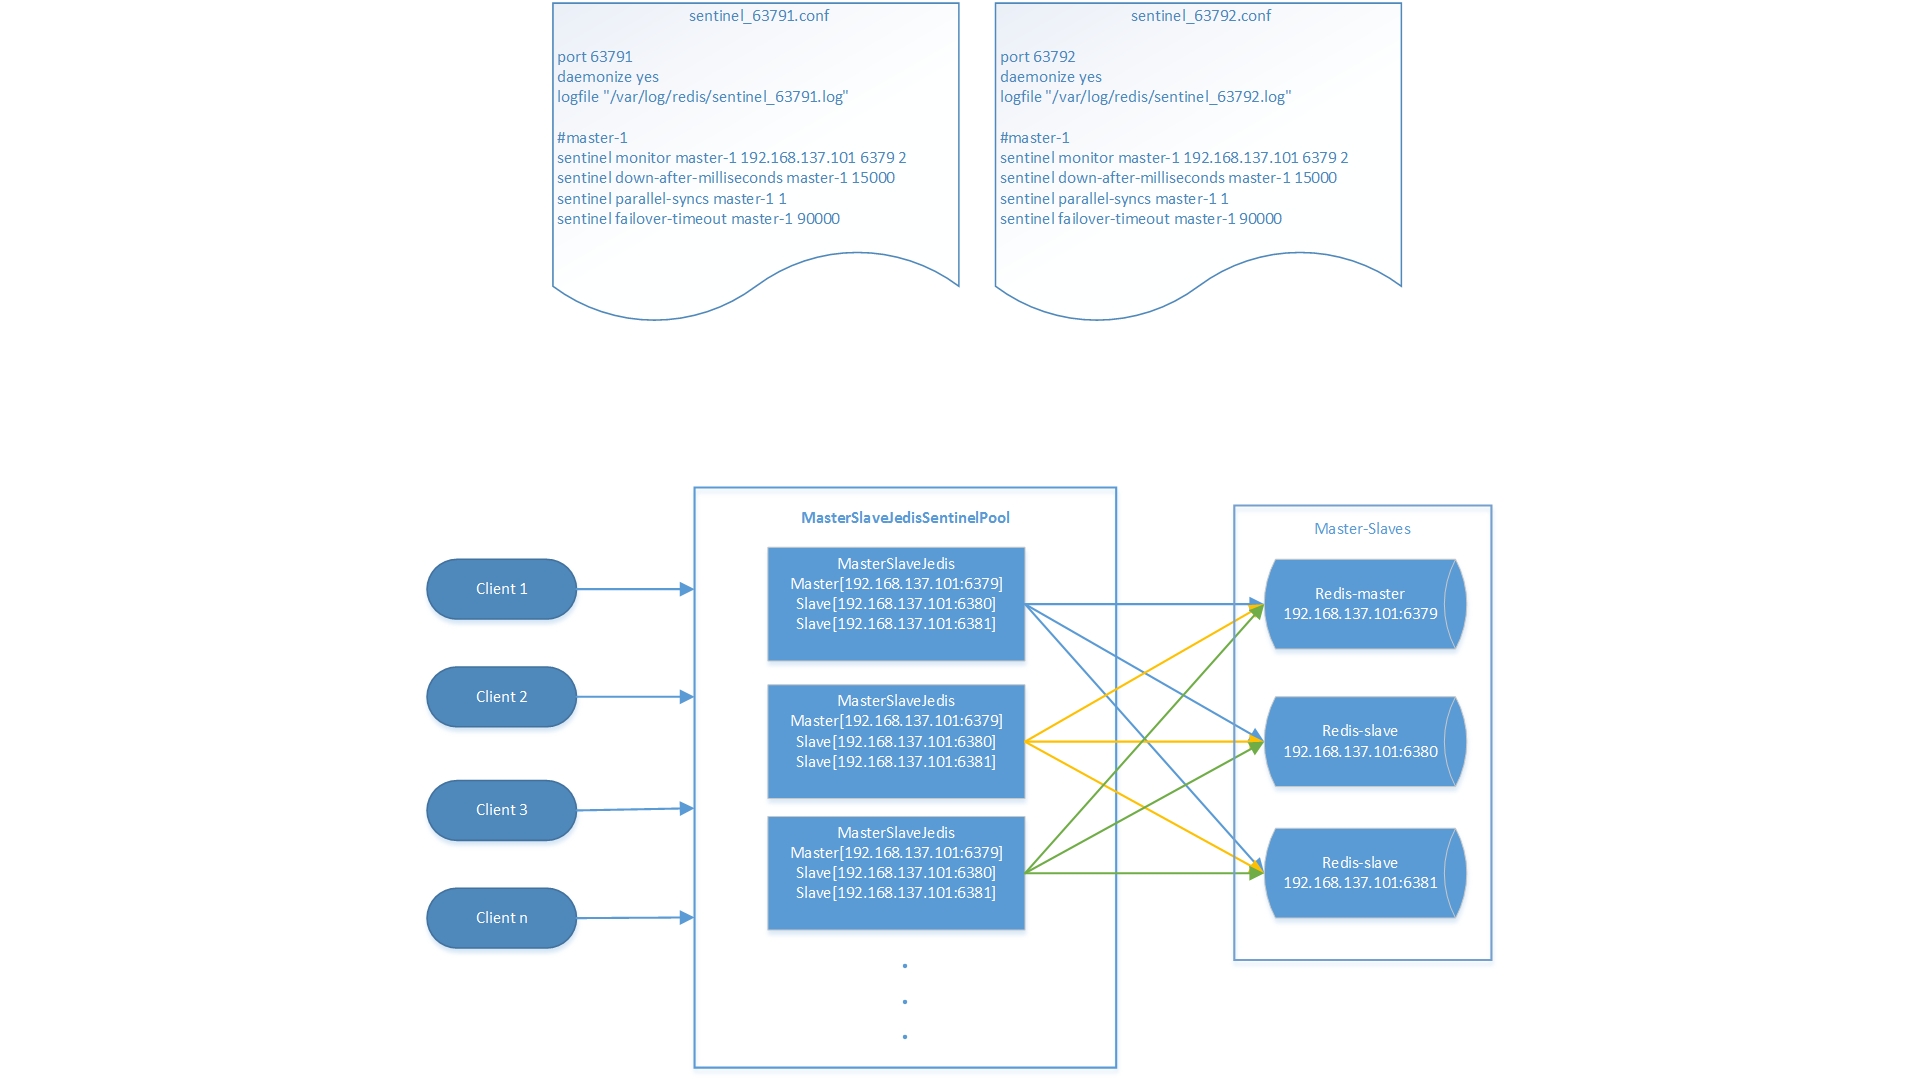 sentinel_63791.conf
port 63791
daemonize yes
logfile "/var/log/redis/sentinel_63791.log"
#master-1
sentinel monitor master-1 192.168.137.101 6379 2
sentinel down-after-milliseconds master-1 15000
sentinel parallel-syncs master-1 1
sentinel failover-timeout master-1 90000
sentinel_63792.conf
port 63792
daemonize yes
logfile "/var/log/redis/sentinel_63792.log"
#master-1
sentinel monitor master-1 192.168.137.101 6379 2
sentinel down-after-milliseconds master-1 15000
sentinel parallel-syncs master-1 1
sentinel failover-timeout master-1 90000
Client 1
Client 2
Client 3
Client n
MasterSlaveJedisSentinelPool
MasterSlaveJedis
Master[192.168.137.101:6379]
Slave[192.168.137.101:6380]
Slave[192.168.137.101:6381]
MasterSlaveJedis
Master[192.168.137.101:6379]
Slave[192.168.137.101:6380]
Slave[192.168.137.101:6381]
MasterSlaveJedis
Master[192.168.137.101:6379]
Slave[192.168.137.101:6380]
Slave[192.168.137.101:6381]
Master-Slaves
Redis-master
192.168.137.101:6379
Redis-slave
192.168.137.101:6380
Redis-slave
192.168.137.101:6381